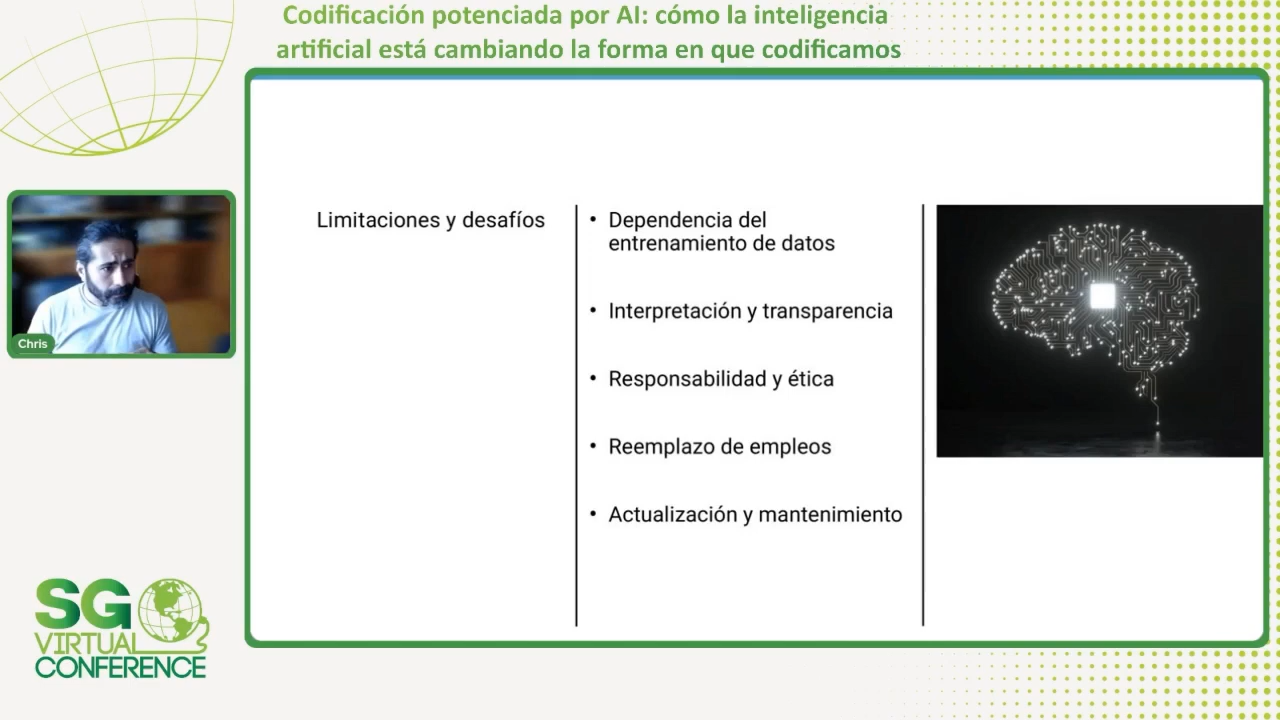 Codificación potenciada por AI: cómo la inteligencia
artificial está cambiando la forma en que codificamos
Chris
Limitaciones y desafíos
• Dependencia del
entrenamiento de datos
• Interpretación y transparencia
• Responsabilidad y ética
• Reemplazo de empleos
• Actualización y mantenimiento
SG
VIRTUAL
CONFERENCE